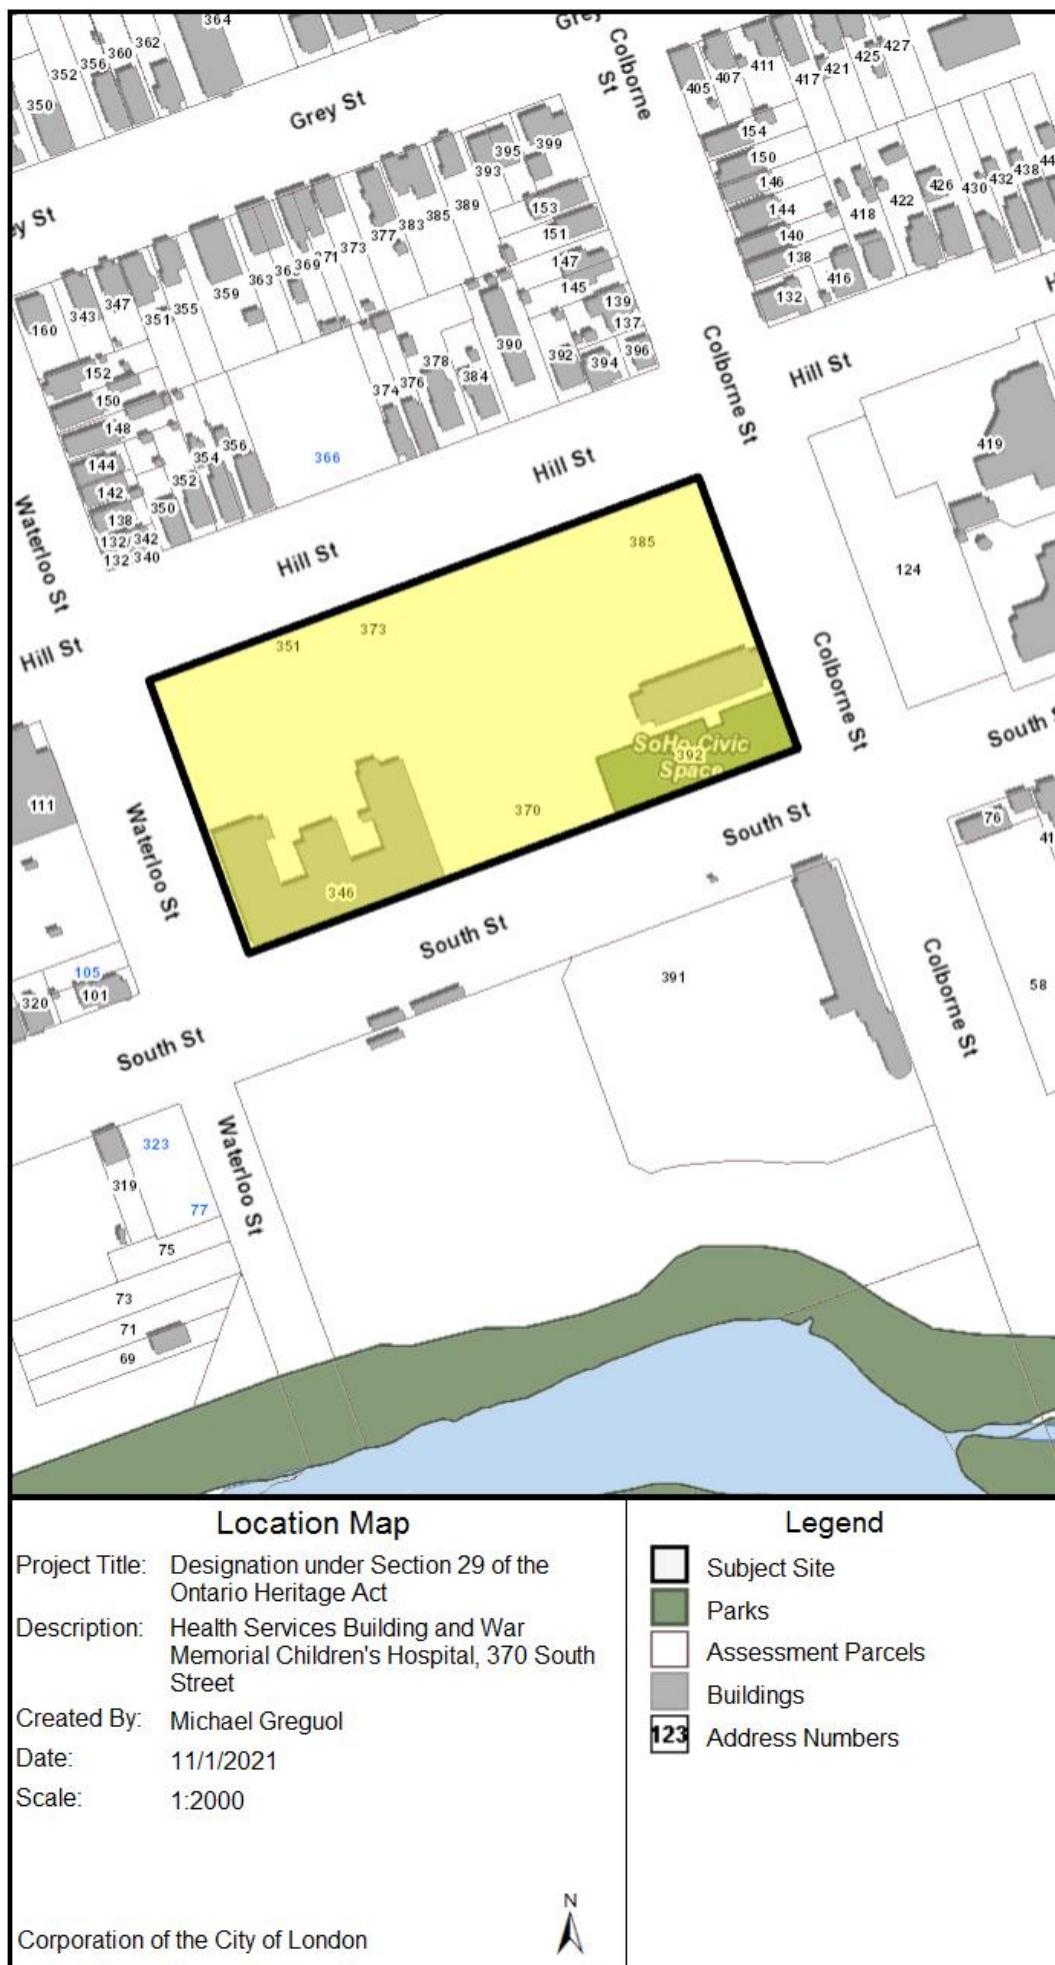 364
Grey
362
360
356
352
350
Grey St
Colborne
St
427
425
421
417
411
407
405
ey St
399
395
393
389
385
383
377
373
371
369
363
359
355
351
347
343
160
154
150
146
144
140
138
132
153
151
147
145
139
137
438
432
430
426
422
418
416
152
150
148
144
142
138
132/
132
342
340
350
352
354
356
366
374
376
378
384
390
392
394
396
Colborne St
Hill St
Hill St
Hill St
Hill St
Waterloo St
419
124
385
373
351
SoHo Civic
Space
392
370
346
Colborne St
South St
South St
South St
South
Waterloo St
111
105
101
320
76
41
58
391
Colborne St
Waterloo St
323
319
77
75
73
71
69
Location Map
Project Title: Designation under Section 29 of the
Ontario Heritage Act
Description: Health Services Building and War
Memorial Children's Hospital, 370 South
Street
Created By: Michael Greguol
Date: 11/1/2021
Scale: 1:2000
Corporation of the City of London
N
Legend
Subject Site
Parks
Assessment Parcels
Buildings
123 Address Numbers